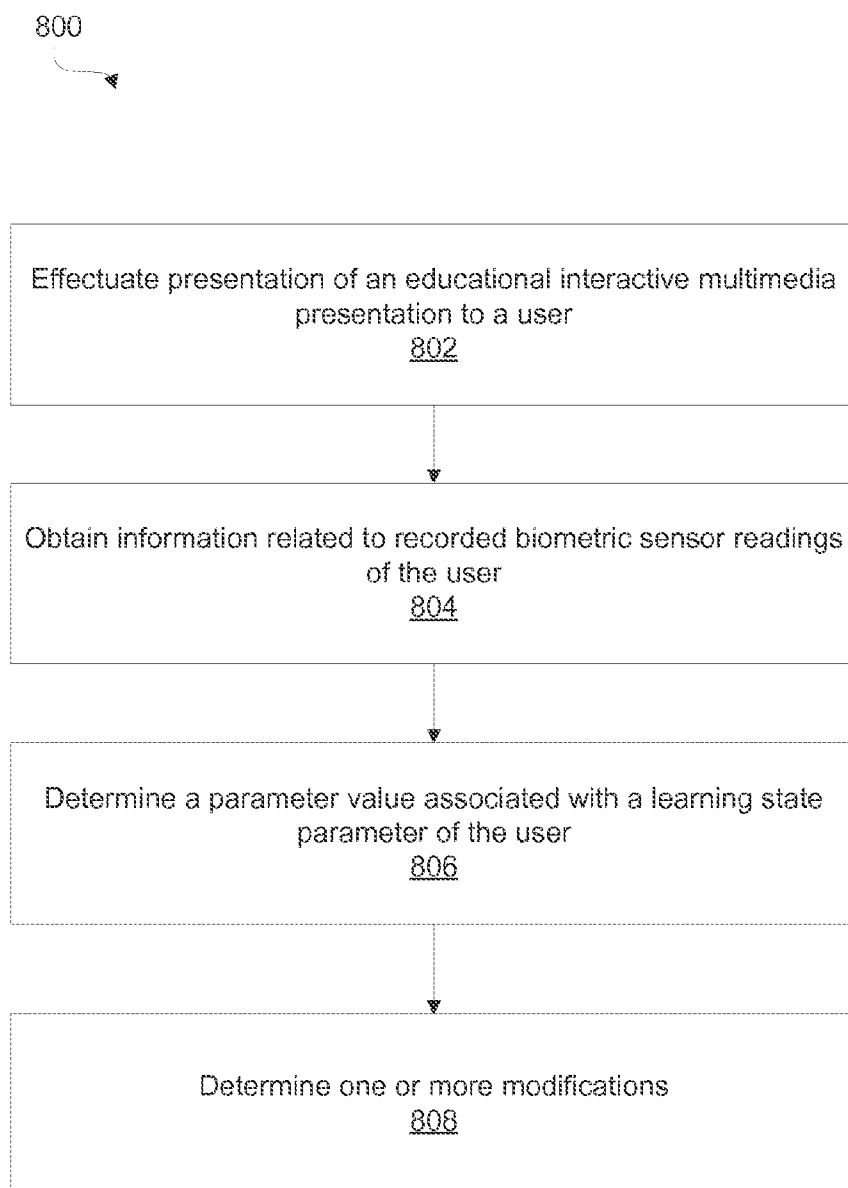 800
Effectuate presentation of an educational interactive multimedia
presentation to a user
802
Obtain information related to recorded biometric sensor readings
of the user
804
Determine a parameter value associated with a learning state
parameter of the user
806
Determine one or more modifications
808